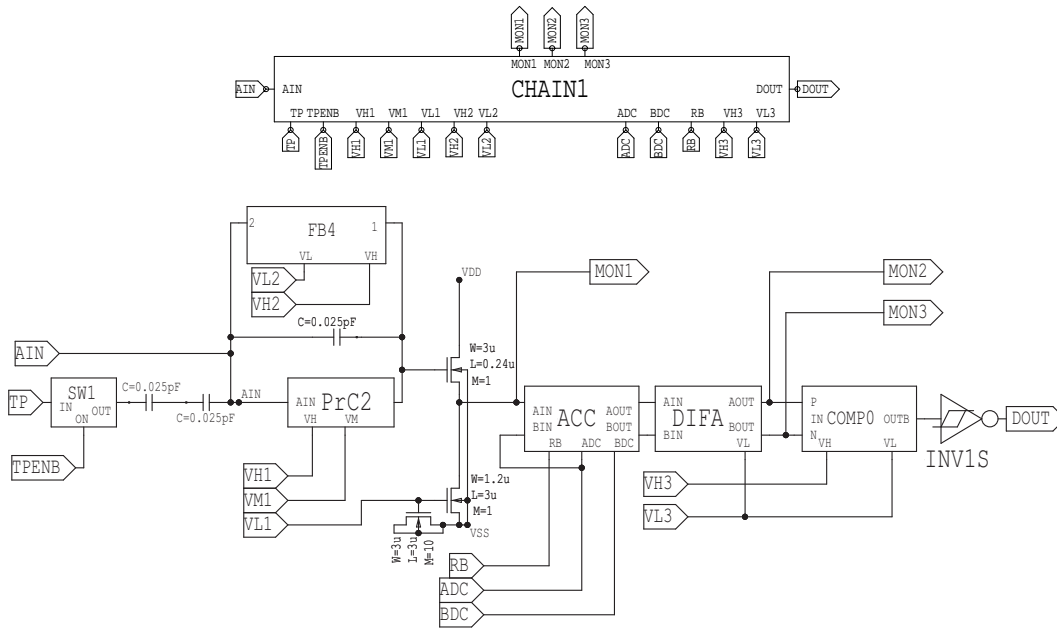 MON1 MON2 MON3
MON1 MON2 MON3
AIN AIN CHAIN1 DOUT DOUT
TP TPENB VH1 VM1 VL1 VH2 VL2 ADC BDC RB VH3 VL3
TP TPENB VH1 VM1 VL1 VH2 VL2 ADC BDC RB VH3 VL3
2 FB4 1
VL VH
VL2
VH2
C=0.025pF
VDD
MON1
MON2
MON3
AIN
W=3u
L=0.24u
M=1
TP
SW1
IN OUT
ON
C=0.025pF
C=0.025pF
AIN
AIN PrC2
VH VM
TPENB
VH1
VM1
VL1
W=1.2u
L=3u
M=1
VSS
W=3u
L=3u
M=10
AIN ACC AOUT
BIN BOUT
RB ADC BDC
AIN DIFA AOUT
BIN BOUT
VL
P
IN COMP0 OUTB
N
VH VL
INV1S
DOUT
VH3
VL3
RB
ADC
BDC